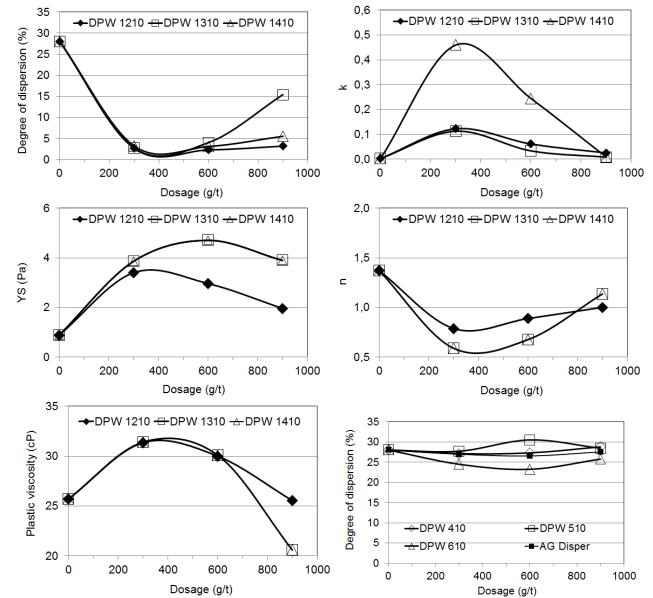 DPW 1210 DPW 1310 DPW 1410
Degree of dispersion (%)
35
30
25
20
15
10
5
0
0 200 400 600 800 1000
Dosage (g/t)
DPW 1210 DPW 1310 DPW 1410
k
0,6
0,5
0,4
0,3
0,2
0,1
0,0
0 200 400 600 800 1000
Dosage (g/t)
DPW 1210 DPW 1310 DPW 1410
YS (Pa)
6
4
2
0
0 200 400 600 800 1000
Dosage (g/t)
DPW 1210 DPW 1310 DPW 1410
n
2,0
1,5
1,0
0,5
0 200 400 600 800 1000
Dosage (g/t)
DPW 1210 DPW 1310 DPW 1410
Plastic viscosity (cP)
35
30
25
20
0 200 400 600 800 1000
Dosage (g/t)
Degree of dispersion (%)
35
30
25
20
15
10
5
0
DPW 410 DPW 510
DPW 610 AG Disper
0 200 400 600 800 1000
Dosage (g/t)